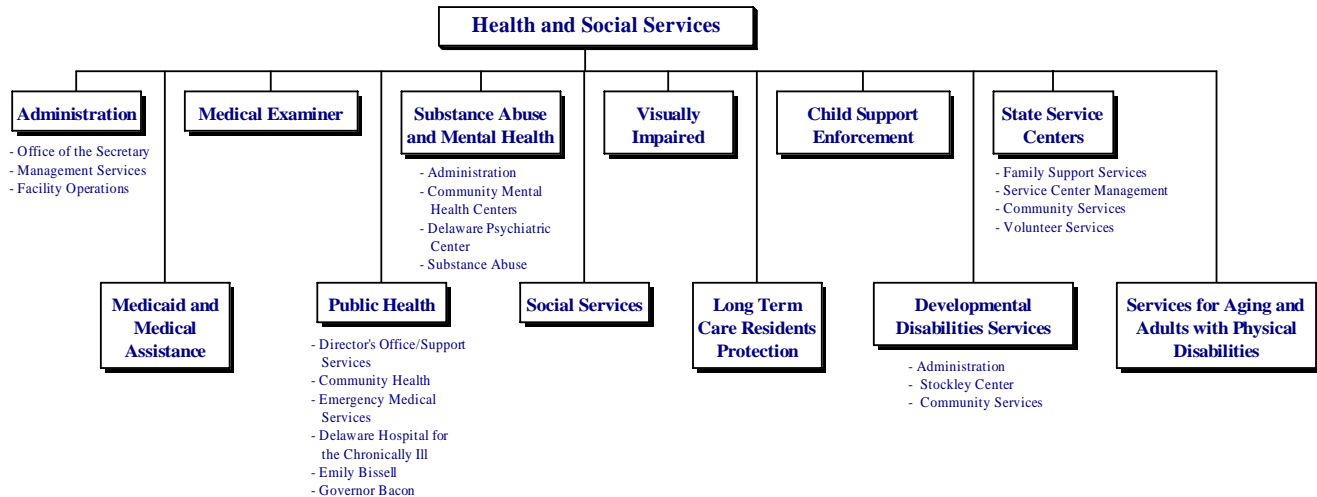 Health and Social Services
Administration
- Office of the Secretary
- Management Services
- Facility Operations
Medical Examiner
Substance Abuse
and Mental Health
- Administration
- Community Mental
Health Centers
- Delaware Psychiatric
Center
- Substance Abuse
Visually
Impaired
Child Support
Enforcement
State Service
Centers
- Family Support Services
- Service Center Management
- Community Services
- Volunteer Services
Medicaid and
Medical
Assistance
Public Health
- Director's Office/Support
Services
- Community Health
- Emergency Medical
Services
- Delaware Hospital for
the Chronically Ill
- Emily Bissell
- Governor Bacon
Social Services
Long Term
Care Residents
Protection
Developmental
Disabilities Services
- Administration
- Stockley Center
- Community Services
Services for Aging and
Adults with Physical
Disabilities